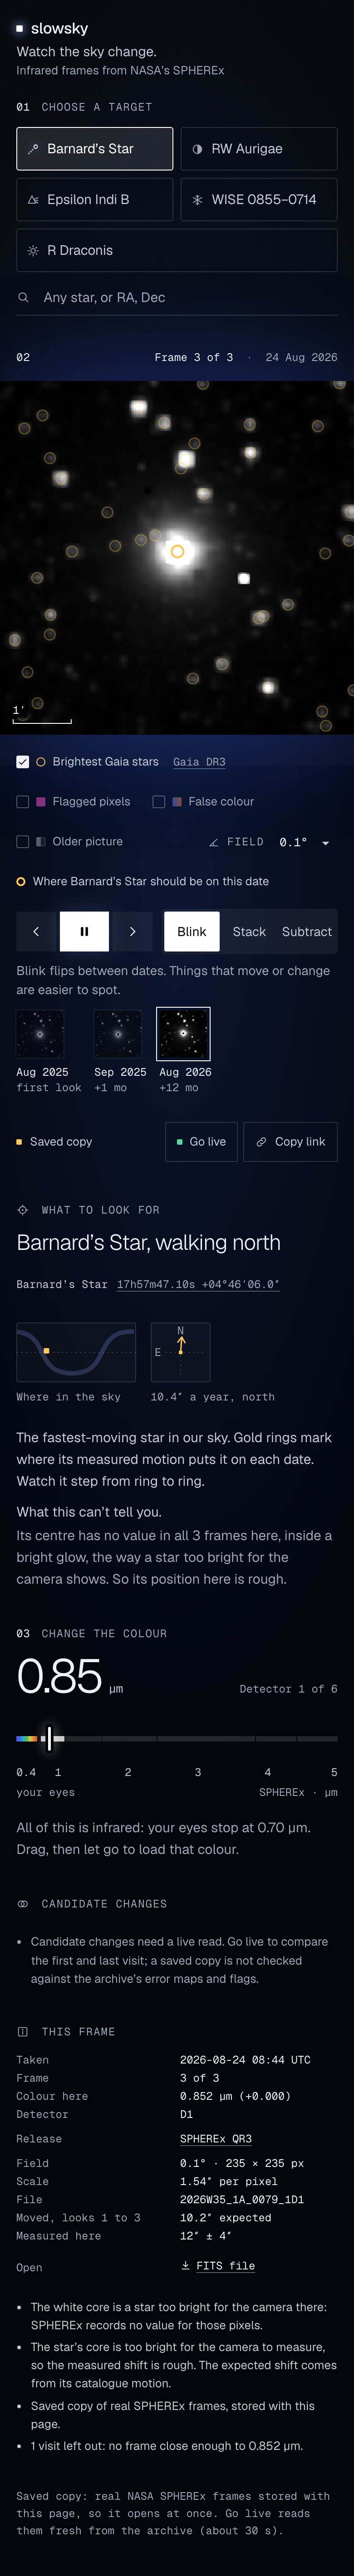 slowsky
Watch the sky change.
Infrared frames from NASA's SPHEREx
01 CHOOSE A TARGET
Barnard's Star
RW Aurigae
Epsilon Indi B
WISE 0855−0714
R Draconis
Any star, or RA, Dec
02
Frame 3 of 3 · 24 Aug 2026
1′
Brightest Gaia stars Gaia DR3
Flagged pixels
False colour
Older picture
FIELD 0.1°
Where Barnard's Star should be on this date
Blink Stack Subtract
Blink flips between dates. Things that move or change
are easier to spot.
Aug 2025 Sep 2025 Aug 2026
first look +1 mo +12 mo
Saved copy
Go live
Copy link
WHAT TO LOOK FOR
Barnard's Star, walking north
Barnard's Star 17h57m47.10s +04°46′06.0″
N
E
Where in the sky 10.4″ a year, north
The fastest-moving star in our sky. Gold rings mark
where its measured motion puts it on each date.
Watch it step from ring to ring.
What this can't tell you.
Its centre has no value in all 3 frames here, inside a
bright glow, the way a star too bright for the
camera shows. So its position here is rough.
03 CHANGE THE COLOUR
0.85 µm
Detector 1 of 6
0.4 1 2 3 4 5
your eyes SPHEREx · µm
All of this is infrared: your eyes stop at 0.70 µm.
Drag, then let go to load that colour.
CANDIDATE CHANGES
• Candidate changes need a live read. Go live to compare
the first and last visit; a saved copy is not checked
against the archive's error maps and flags.
THIS FRAME
Taken 2026-08-24 08:44 UTC
Frame 3 of 3
Colour here 0.852 µm (+0.000)
Detector D1
Release SPHEREx QR3
Field 0.1° · 235 × 235 px
Scale 1.54″ per pixel
File 2026W35_1A_0079_1D1
Moved, looks 1 to 3 10.2″ expected
Measured here 12″ ± 4″
Open FITS file
• The white core is a star too bright for the camera there:
SPHEREx records no value for those pixels.
• The star's core is too bright for the camera to measure,
so the measured shift is rough. The expected shift comes
from its catalogue motion.
• Saved copy of real SPHEREx frames, stored with this
page.
• 1 visit left out: no frame close enough to 0.852 µm.
Saved copy: real NASA SPHEREx frames stored with
this page, so it opens at once. Go live reads
them fresh from the archive (about 30 s).